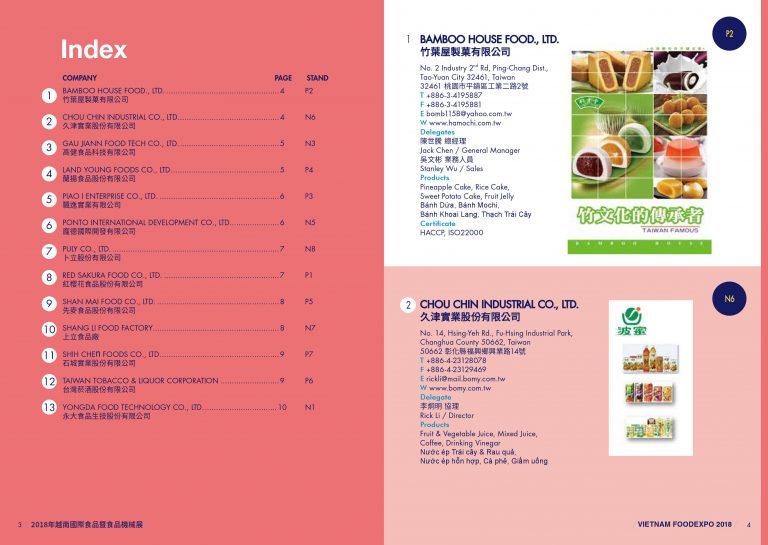 Index
COMPANY PAGE STAND
1 BAMBOO HOUSE FOOD., LTD. 4 P2
竹葉屋製菓有限公司
2 CHOU CHIN INDUSTRIAL CO., LTD. 4 N6
久津實業股份有限公司
3 GAU JIANN FOOD TECH CO., LTD. 5 N3
高健食品科技有限公司
4 LAND YOUNG FOODS CO., LTD. 5 P4
蘭揚食品股份有限公司
5 PIAO I ENTERPRISE CO., LTD. 6 P3
飄逸實業有限公司
6 PONTO INTERNATIONAL DEVELOPMENT CO., LTD. 6 N5
龐德國際開發有限公司
7 PULY CO., LTD. 7 N8
卜立股份有限公司
8 RED SAKURA FOOD CO., LTD. 7 P1
紅櫻花食品股份有限公司
9 SHAN MAI FOOD CO., LTD. 8 P5
先麥食品股份有限公司
10 SHANG LI FOOD FACTORY 8 N7
上立食品廠
11 SHIH CHEN FOODS CO., LTD. 9 P7
石城實業股份有限公司
12 TAIWAN TOBACCO & LIQUOR CORPORATION 9 P6
台灣菸酒股份有限公司
13 YONGDA FOOD TECHNOLOGY CO., LTD. 10 N1
永大食品生技股份有限公司
3 2018年越南國際食品暨食品機械展
1 BAMBOO HOUSE FOOD., LTD.
竹葉屋製菓有限公司
P2
No. 2 Industry 2nd Rd, Ping-Chang Dist.,
Tao-Yuan City 32461, Taiwan
32461 桃園市平鎮區工業二路2號
T +886-3-4195887
F +886-3-4195881
E bomb1158@yahoo.com.tw
W www.hamochi.com.tw
Delegates
陳世騰 總經理
Jack Chen / General Manager
吳文彬 業務人員
Stanley Wu / Sales
Products
Pineapple Cake, Rice Cake,
Sweet Potato Cake, Fruit Jelly
Bánh Dứa, Bánh Mochi,
Bánh Khoai Lang, Thạch Trái Cây
Certificate
HACCP, ISO22000
竹文化的傳承者
TAIWAN FAMOUS
BAMBOO HOUSE
2 CHOU CHIN INDUSTRIAL CO., LTD.
久津實業股份有限公司
N6
No. 14, Hsing-Yeh Rd., Fu-Hsing Industrial Park,
Changhua County 50662, Taiwan
50662 彰化縣福興鄉興業路14號
T +886-4-23128078
F +886-4-23129469
E rickli@mail.bomy.com.tw
W www.bomy.com.tw
Delegate
李炯明 協理
Rick Li / Director
Products
Fruit & Vegetable Juice, Mixed Juice,
Coffee, Drinking Vinegar
Nước ép Trái cây & Rau quả,
Nước ép hỗn hợp, Cà phê, Giấm uống
波蜜
VIETNAM FOODEXPO 2018 4